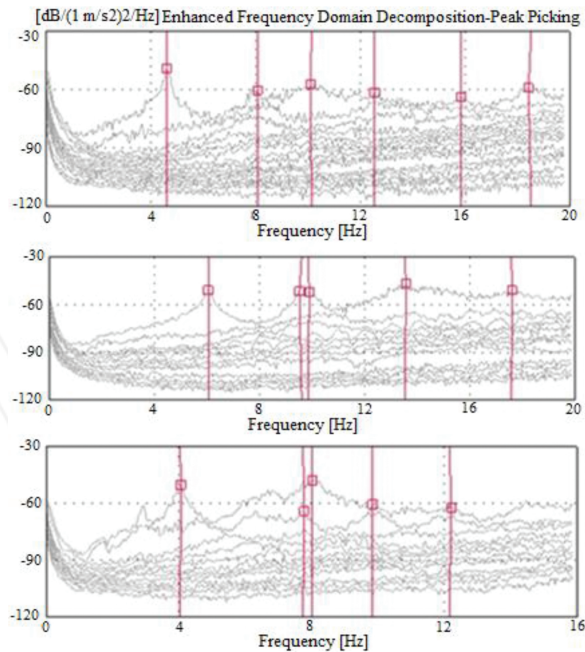 [dB/(1 m/s2)2/Hz] Enhanced Frequency Domain Decomposition-Peak Picking
-30
-60
-90
-120
0 4 8 12 16 20
Frequency [Hz]
-30
-60
-90
-120
0 4 8 12 16 20
Frequency [Hz]
-30
-60
-90
-120
4 8 12 16
Frequency [Hz]